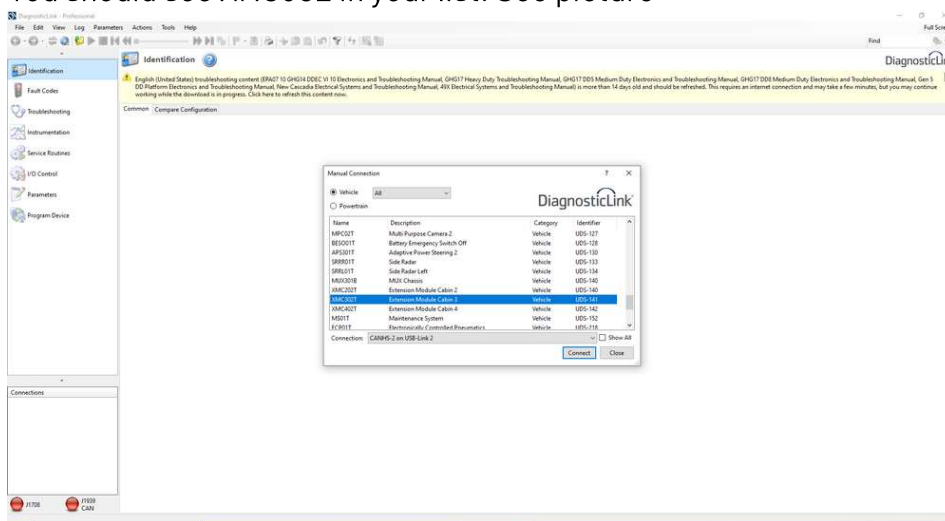 You should see XMC302 in your list. See picture
DiagnosticLink - Professional
File Edit View Log Parameters Actions Tools Help Full Scre
Find
Identification
DiagnosticLi
English (United States) troubleshooting content (EPA07 10 GHG14 DDEC VI 10 Electronics and Troubleshooting Manual, GHG17 Heavy Duty Troubleshooting Manual, GHG17 DD5 Medium Duty Electronics and Troubleshooting Manual, GHG17 DD8 Medium Duty Electronics and Troubleshooting Manual, Gen 5
DD Platform Electronics and Troubleshooting Manual, New Cascadia Electrical Systems and Troubleshooting Manual, 49X Electrical Systems and Troubleshooting Manual) is more than 14 days old and should be refreshed. This requires an internet connection and may take a few minutes, but you may continue
working while the download is in progress. Click here to refresh this content now.
Common Compare Configuration
Identification
Fault Codes
Troubleshooting
Instrumentation
Service Routines
I/O Control
Parameters
Program Device
Connections
J1708 J1939 CAN
Manual Connection ? X
Vehicle All
Powertrain
DiagnosticLink
Name Description Category Identifier
MPC02T Multi Purpose Camera 2 Vehicle UDS-127
BESO01T Battery Emergency Switch Off Vehicle UDS-128
APS301T Adaptive Power Steering 2 Vehicle UDS-130
SRRR01T Side Radar Vehicle UDS-133
SRRL01T Side Radar Left Vehicle UDS-134
MUX301B MUX Chassis Vehicle UDS-140
XMC202T Extension Module Cabin 2 Vehicle UDS-140
XMC302T Extension Module Cabin 3 Vehicle UDS-141
XMC402T Extension Module Cabin 4 Vehicle UDS-142
MS01T Maintenance System Vehicle UDS-152
ECP01T Electronically Controlled Pneumatics Vehicle UDS-218
Connection: CANHS-2 on USB-Link 2 Show All
Connect Close